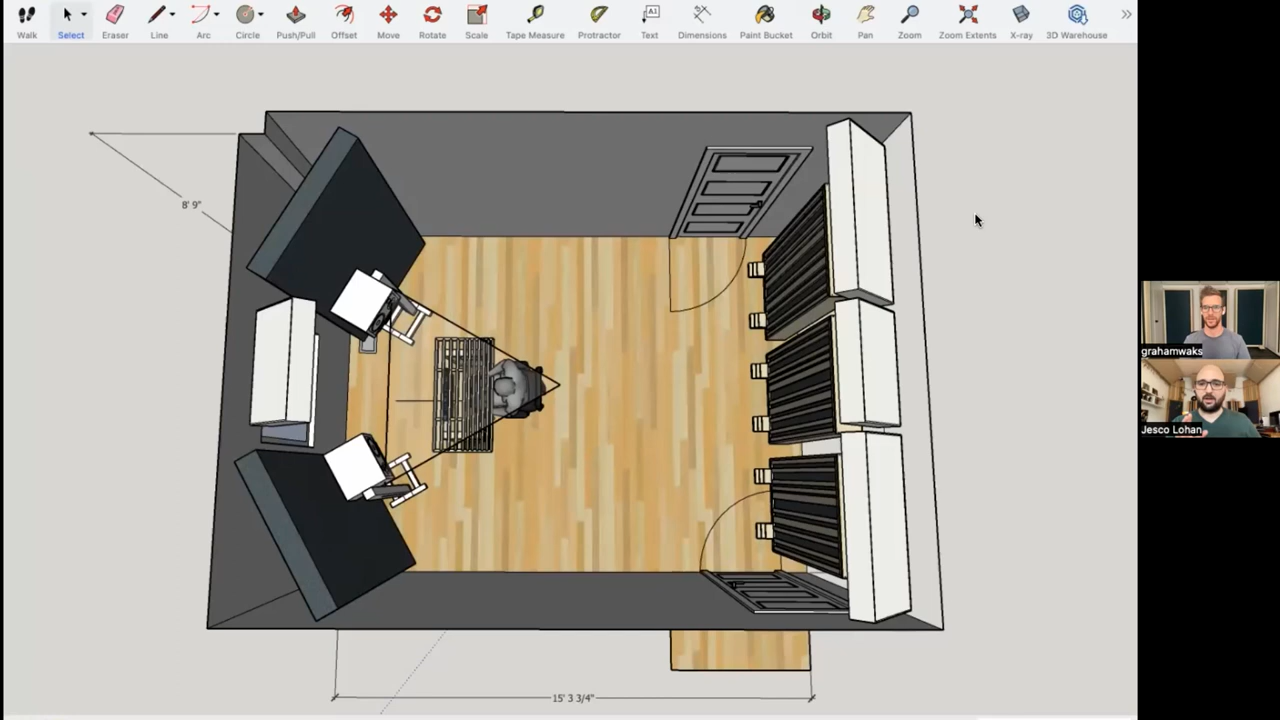 Walk Select Eraser Line Arc Circle Push/Pull Offset Move Rotate Scale Tape Measure Protractor Text Dimensions Paint Bucket Orbit Pan Zoom Zoom Extents X-ray 3D Warehouse
A1
8' 9"
grahamwaks
Jesco Lohan
15' 3 3/4"